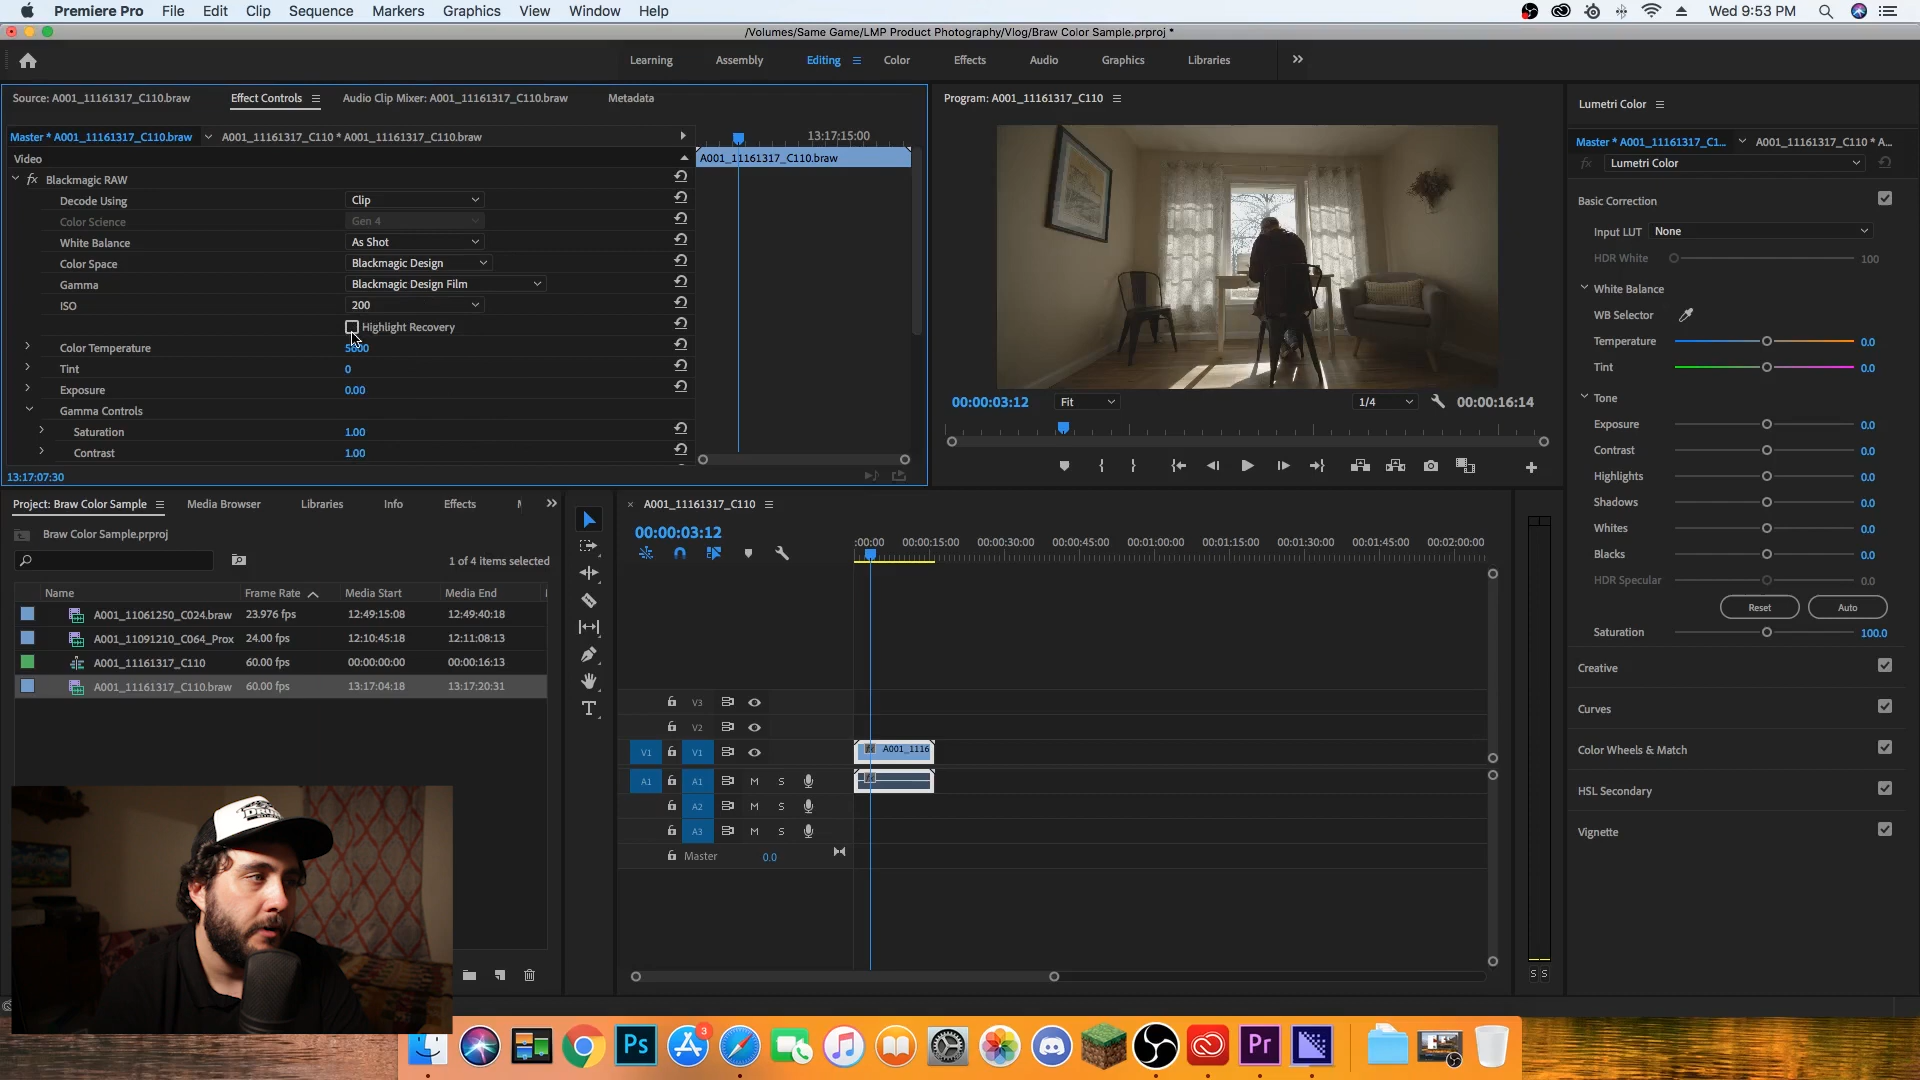 Premiere Pro File Edit Clip Sequence Markers Graphics View Window Help Wed 9:53 PM
/Volumes/Same Game/LMP Product Photography/Vlog/Braw Color Sample.prproj *
Learning Assembly Editing Color Effects Audio Graphics Libraries
Source: A001_11161317_C110.braw Effect Controls Audio Clip Mixer: A001_11161317_C110.braw Metadata
Master * A001_11161317_C110.braw A001_11161317_C110 * A001_11161317_C110.braw
13:17:15:00
Video
A001_11161317_C110.braw
fx Blackmagic RAW
Decode Using Clip
Color Science Gen 4
White Balance As Shot
Color Space Blackmagic Design
Gamma Blackmagic Design Film
ISO 200
Highlight Recovery
Color Temperature
Tint 0
Exposure 0.00
Gamma Controls
Saturation 1.00
Contrast 1.00
13:17:07:30
Program: A001_11161317_C110
00:00:03:12 Fit 1/4 00:00:16:14
Lumetri Color
Master * A001_11161317_C1... A001_11161317_C110 * A...
fx Lumetri Color
Basic Correction
Input LUT None
HDR White 100
White Balance
WB Selector
Temperature 0.0
Tint 0.0
Tone
Exposure 0.0
Contrast 0.0
Highlights 0.0
Shadows 0.0
Whites 0.0
Blacks 0.0
HDR Specular 0.0
Reset Auto
Saturation 100.0
Creative
Curves
Color Wheels & Match
HSL Secondary
Vignette
Project: Braw Color Sample Media Browser Libraries Info Effects
Braw Color Sample.prproj
1 of 4 items selected
Name Frame Rate Media Start Media End
A001_11061250_C024.braw 23.976 fps 12:49:15:08 12:49:40:18
A001_11091210_C064_Prox 24.00 fps 12:10:45:18 12:11:08:13
A001_11161317_C110 60.00 fps 00:00:00:00 00:00:16:13
A001_11161317_C110.braw 60.00 fps 13:17:04:18 13:17:20:31
A001_11161317_C110
00:00:03:12
:00:00 00:00:15:00 00:00:30:00 00:00:45:00 00:01:00:00 00:01:15:00 00:01:30:00 00:01:45:00 00:02:00:00
V3
V2
V1 V1 A001_1116
A1 A1 M S
A2 M S
A3 M S
Master 0.0
S S
T
3
Ps
Pr